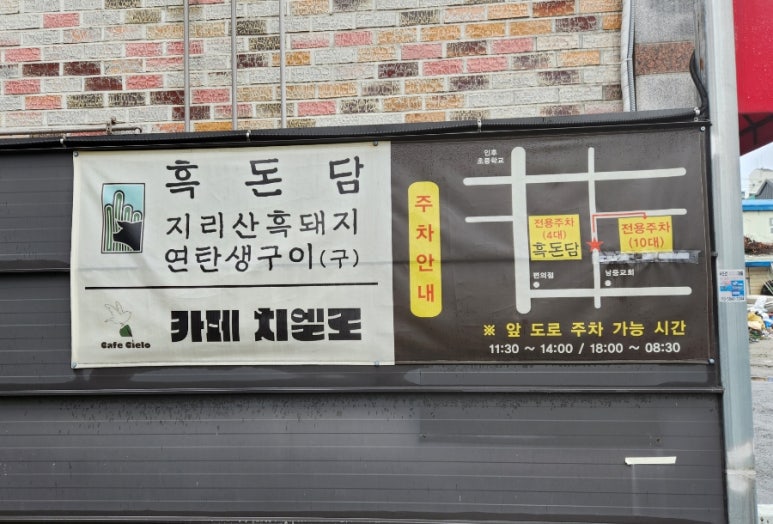 흑돈담
지리산흑돼지
연탄생구이(구)
Cafe Cielo
카페 치엘로
주차안내
인후
초중학교
전용주차
(4대)
흑돈담
전용주차
(10대)
편의점
남중교회
※ 앞 도로 주차 가능 시간
11:30 ~ 14:00 / 18:00 ~ 08:30